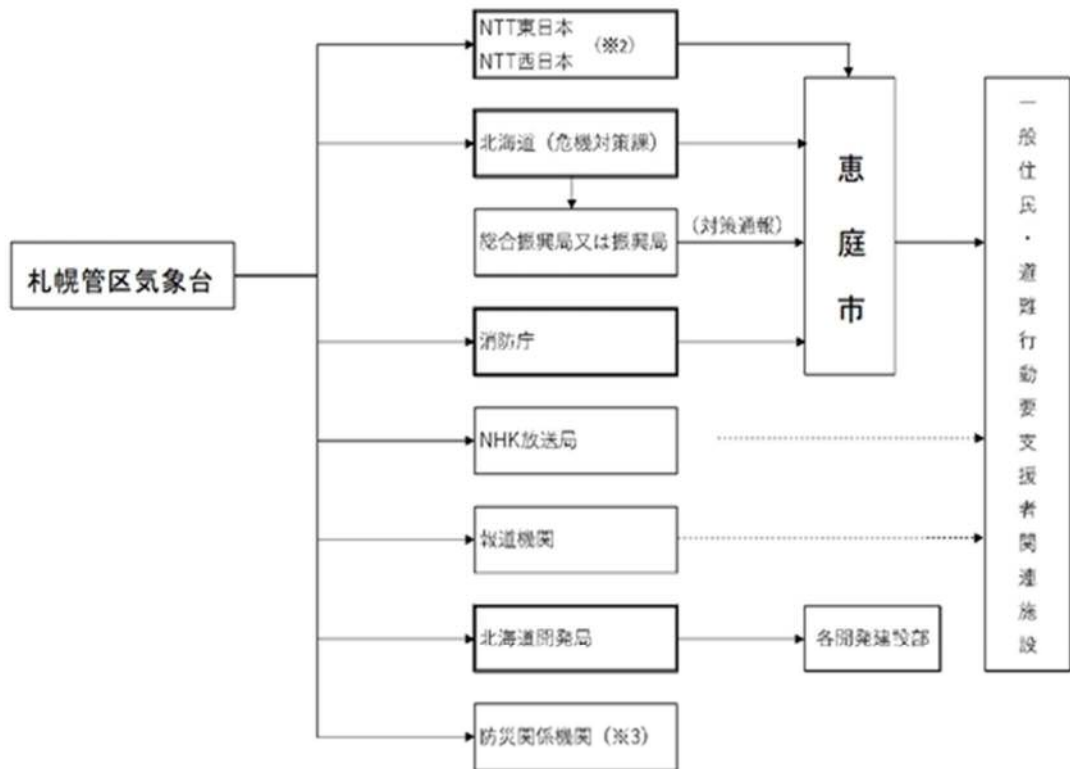 NTT東日本
NTT西日本
(※2)
北海道（危機対策課）
総合振興局又は振興局
（対策通報）
恵庭市
札幌管区気象台
消防庁
NHK放送局
報道機関
北海道開発局
各開発建設部
防災関係機関（※3）
一般住民・道難行動要支援者関連施設